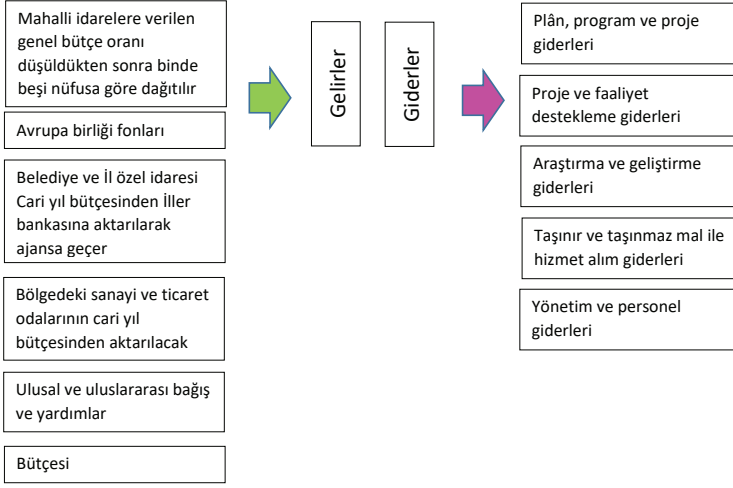 Mahalli idarelere verilen
genel bütçe oranı
düşüldükten sonra binde
beşi nüfusa göre dağıtılır
Avrupa birliği fonları
Belediye ve İl özel idaresi
Cari yıl bütçesinden İller
bankasına aktarılarak
ajansa geçer
Bölgedeki sanayi ve ticaret
odalarının cari yıl
bütçesinden aktarılacak
Ulusal ve uluslararası bağış
ve yardımlar
Bütçesi
Gelirler
Giderler
Plân, program ve proje
giderleri
Proje ve faaliyet
destekleme giderleri
Araştırma ve geliştirme
giderleri
Taşınır ve taşınmaz mal ile
hizmet alım giderleri
Yönetim ve personel
giderleri